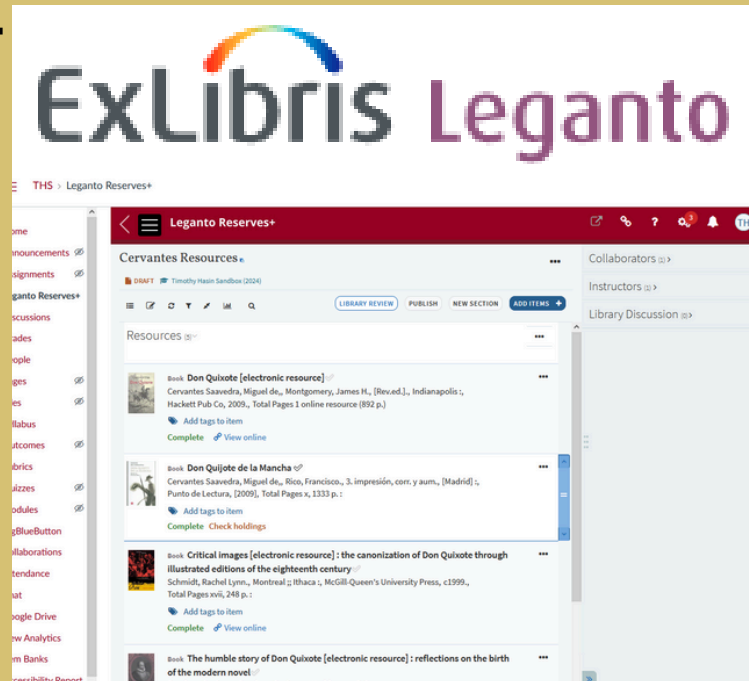 ExLibris Leganto
THS > Leganto Reserves+
Leganto Reserves+
? 3 TH
Cervantes Resources
DRAFT Timothy Hasin Sandbox (2024)
LIBRARY REVIEW PUBLISH NEW SECTION ADD ITEMS +
Collaborators
Instructors
Library Discussion
Resources
Book Don Quixote [electronic resource]
Cervantes Saavedra, Miguel de,, Montgomery, James H., [Rev.ed.]., Indianapolis :,
Hackett Pub Co, 2009., Total Pages 1 online resource (892 p.)
Add tags to item
Complete View online
Book Don Quijote de la Mancha
Cervantes Saavedra, Miguel de,, Rico, Francisco., 3. impresión, corr. y aum., [Madrid] :,
Punto de Lectura, [2009], Total Pages x, 1333 p. :
Add tags to item
Complete Check holdings
Book Critical images [electronic resource] : the canonization of Don Quixote through
illustrated editions of the eighteenth century
Schmidt, Rachel Lynn., Montreal ;; Ithaca :, McGill-Queen's University Press, c1999.,
Total Pages xvii, 248 p. :
Add tags to item
Complete View online
Book The humble story of Don Quixote [electronic resource] : reflections on the birth
of the modern novel
ome
nnouncements
signments
ganto Reserves+
scussions
ades
ople
ges
es
llabus
utcomes
brics
uizzes
odules
gBlueButton
ollaborations
tendance
at
oogle Drive
ew Analytics
m Banks
cessibility Report